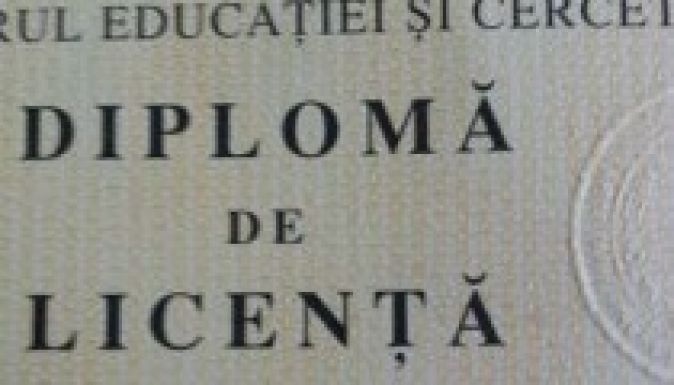 RUL EDUCAȚIEI ȘI CERCET
DIPLOMĂ
DE
LICENȚĂ